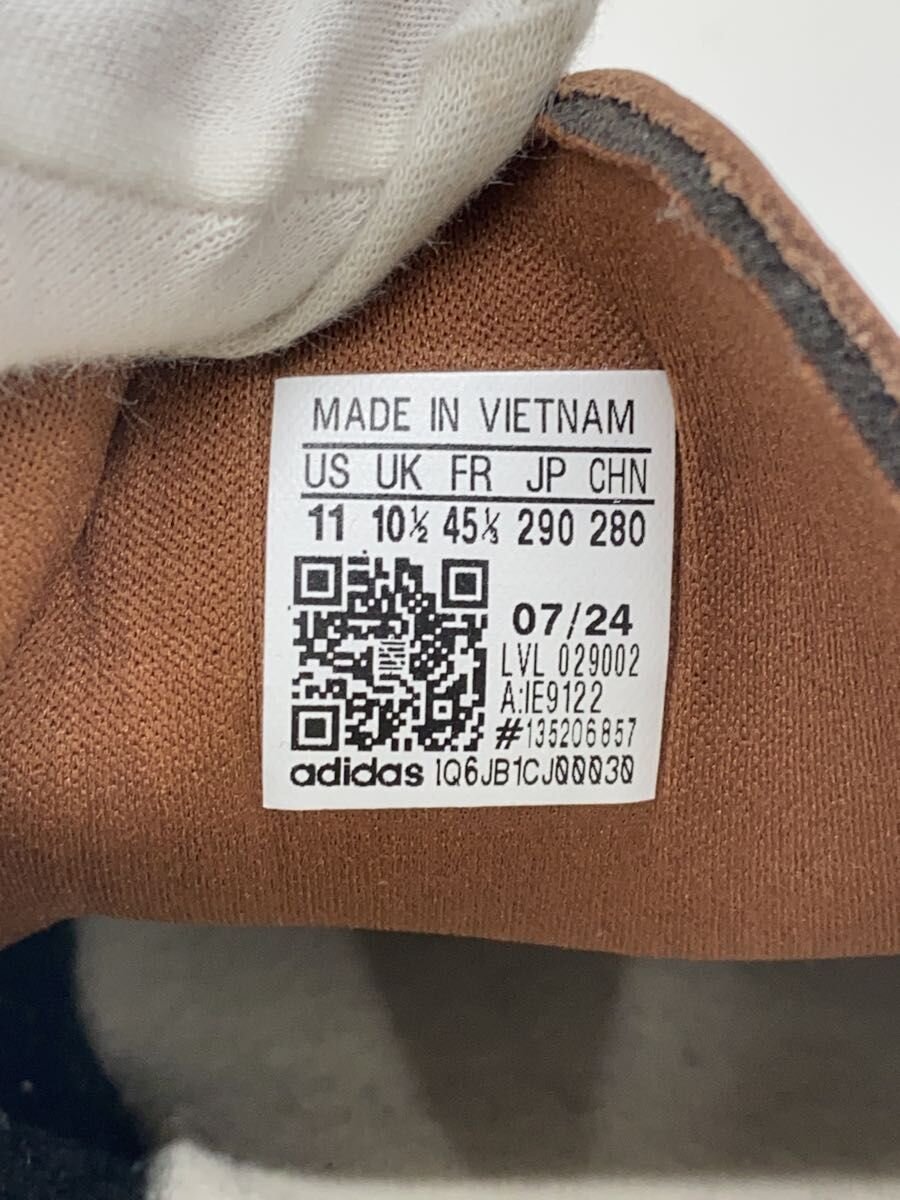 MADE IN VIETNAM
US UK FR JP CHN
11 10½ 45⅓ 290 280
07/24
LVL 029002
A:IE9122
#135206857
adidas 1Q6JB1CJ00030